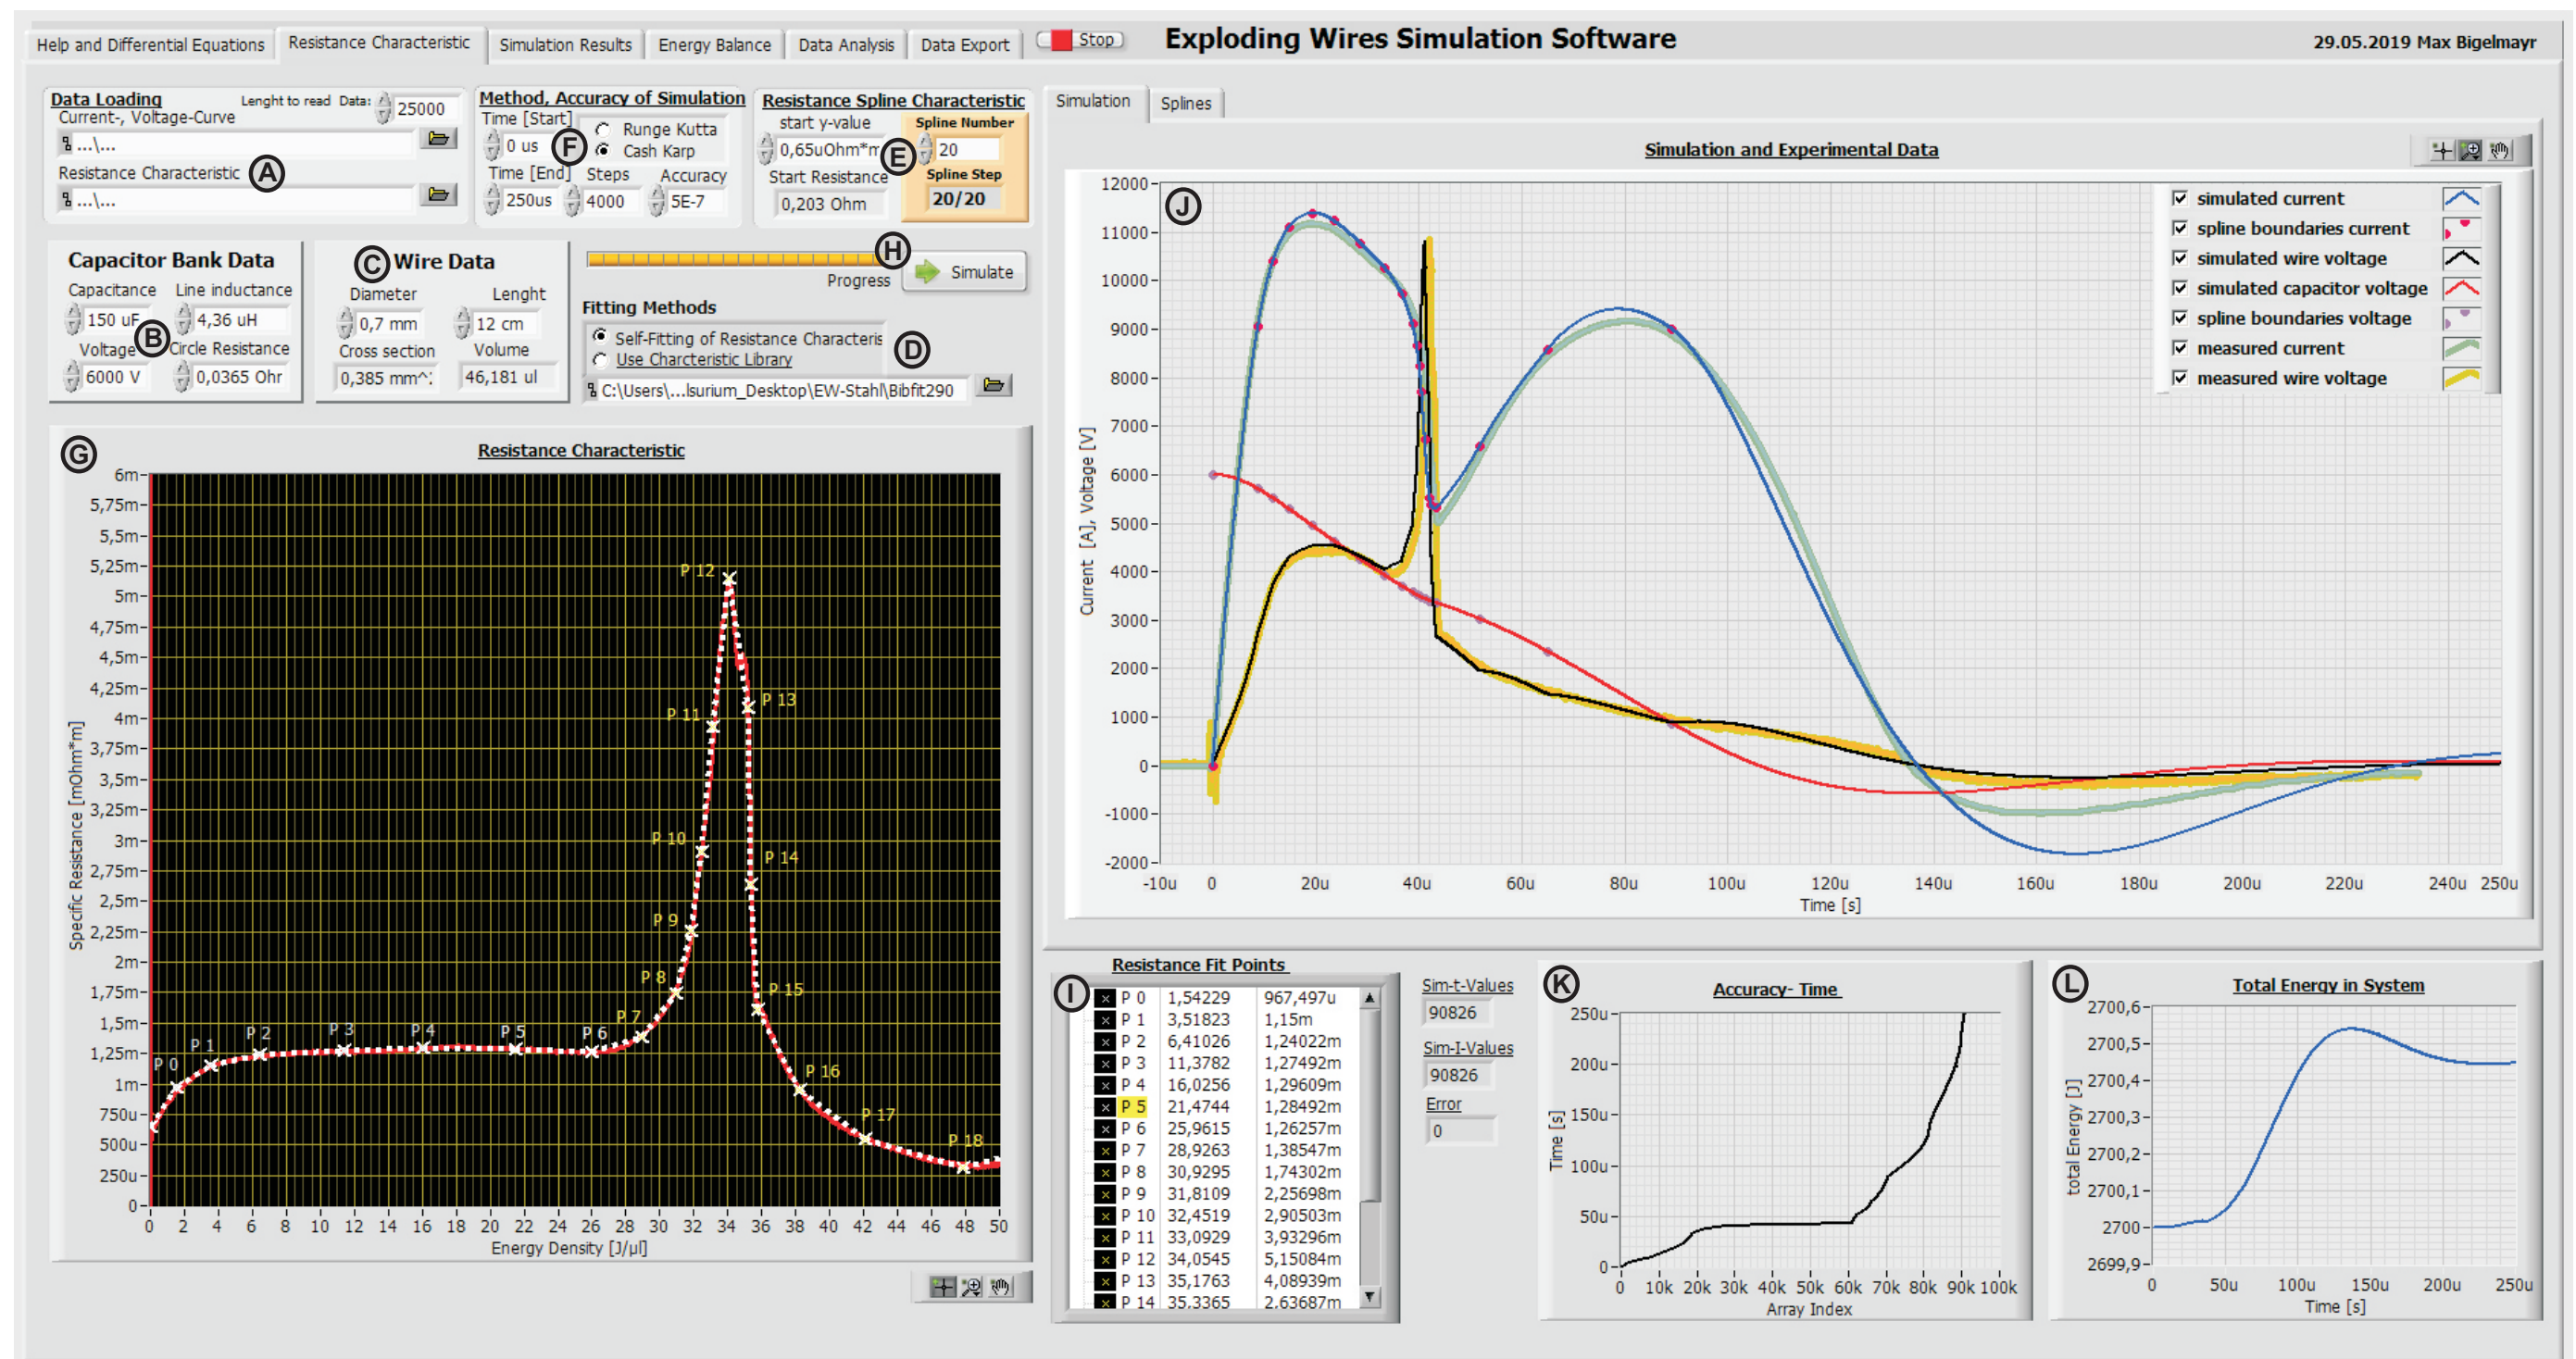 Help and Differential Equations
Resistance Characteristic
Simulation Results
Energy Balance
Data Analysis
Data Export
Stop
Exploding Wires Simulation Software
29.05.2019 Max Bigelmayr
Data Loading
Lenght to read Data:
25000
Current-, Voltage-Curve
...\...
Resistance Characteristic
A
...\...
Method, Accuracy of Simulation
Time [Start]
0 us
F
Runge Kutta
Cash Karp
Time [End]
Steps
Accuracy
250us
4000
5E-7
Resistance Spline Characteristic
start y-value
0,65uOhm*m
E
Start Resistance
0,203 Ohm
Spline Number
20
Spline Step
20/20
Capacitor Bank Data
Capacitance
Line inductance
150 uF
4,36 uH
B
Voltage
Circle Resistance
6000 V
0,0365 Ohr
C
Wire Data
Diameter
Lenght
0,7 mm
12 cm
Cross section
Volume
0,385 mm^:
46,181 ul
H
Progress
Simulate
Fitting Methods
Self-Fitting of Resistance Characteris
Use Charcteristic Library
D
C:\Users\...lsurium_Desktop\EW-Stahl\Bibfit290
G
Resistance Characteristic
Specific Resistance [mOhm*m]
6m
5,75m
5,5m
5,25m
5m
4,75m
4,5m
4,25m
4m
3,75m
3,5m
3,25m
3m
2,75m
2,5m
2,25m
2m
1,75m
1,5m
1,25m
1m
750u
500u
250u
0
P 0
P 1
P 2
P 3
P 4
P 5
P 6
P 7
P 8
P 9
P 10
P 11
P 12
P 13
P 14
P 15
P 16
P 17
P 18
0 2 4 6 8 10 12 14 16 18 20 22 24 26 28 30 32 34 36 38 40 42 44 46 48 50
Energy Density [J/µl]
Simulation
Splines
Simulation and Experimental Data
J
Current [A], Voltage [V]
12000
11000
10000
9000
8000
7000
6000
5000
4000
3000
2000
1000
0
-1000
-2000
simulated current
spline boundaries current
simulated wire voltage
simulated capacitor voltage
spline boundaries voltage
measured current
measured wire voltage
-10u 0 20u 40u 60u 80u 100u 120u 140u 160u 180u 200u 220u 240u 250u
Time [s]
Resistance Fit Points
I
P 0 1,54229 967,497u
P 1 3,51823 1,15m
P 2 6,41026 1,24022m
P 3 11,3782 1,27492m
P 4 16,0256 1,29609m
P 5 21,4744 1,28492m
P 6 25,9615 1,26257m
P 7 28,9263 1,38547m
P 8 30,9295 1,74302m
P 9 31,8109 2,25698m
P 10 32,4519 2,90503m
P 11 33,0929 3,93296m
P 12 34,0545 5,15084m
P 13 35,1763 4,08939m
P 14 35,3365 2,63687m
Sim-t-Values
90826
Sim-I-Values
90826
Error
0
K
Accuracy- Time
Time [s]
250u
200u
150u
100u
50u
0
0 10k 20k 30k 40k 50k 60k 70k 80k 90k 100k
Array Index
L
Total Energy in System
total Energy [J]
2700,6
2700,5
2700,4
2700,3
2700,2
2700,1
2700
2699,9
0 50u 100u 150u 200u 250u
Time [s]